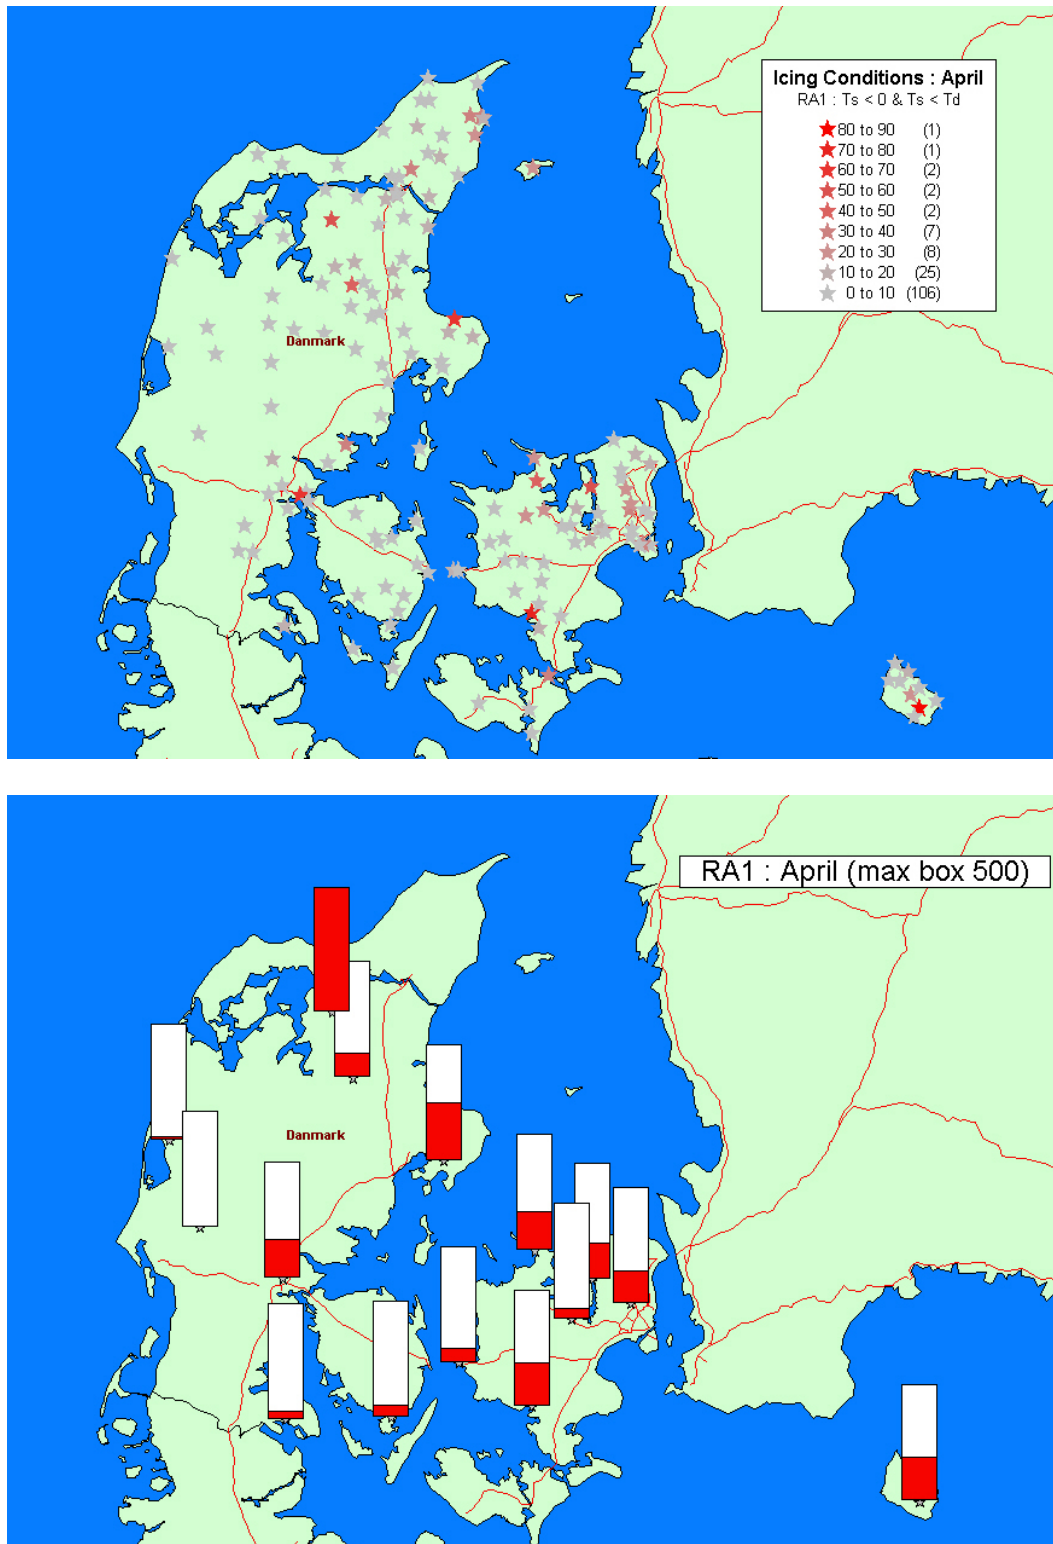 Icing Conditions : April
RA1 : Ts < 0 & Ts < Td
80 to 90 (1)
70 to 80 (1)
60 to 70 (2)
50 to 60 (2)
40 to 50 (2)
30 to 40 (7)
20 to 30 (8)
10 to 20 (25)
0 to 10 (106)
Danmark
RA1 : April (max box 500)
Danmark